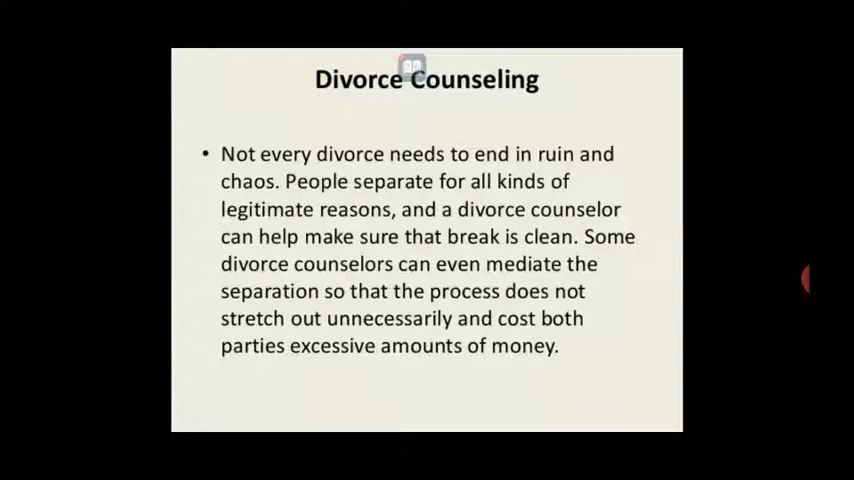 Divorce Counseling
• Not every divorce needs to end in ruin and
chaos. People separate for all kinds of
legitimate reasons, and a divorce counselor
can help make sure that break is clean. Some
divorce counselors can even mediate the
separation so that the process does not
stretch out unnecessarily and cost both
parties excessive amounts of money.